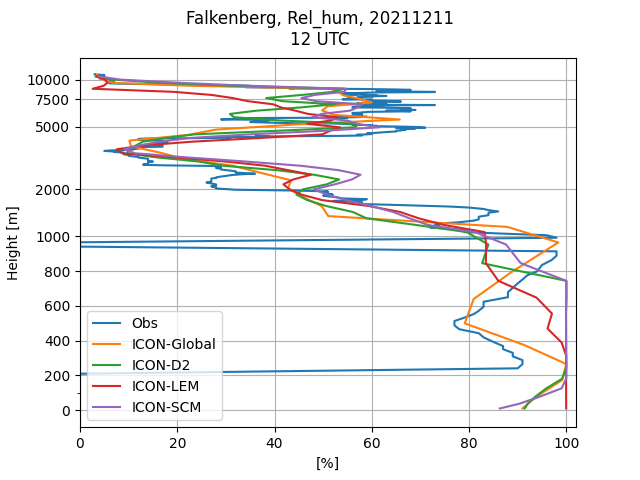 Falkenberg, Rel_hum, 20211211
12 UTC
Height [m]
10000
7500
5000
2000
1000
800
600
400
200
0
Obs
ICON-Global
ICON-D2
ICON-LEM
ICON-SCM
0 20 40 60 80 100
[%]